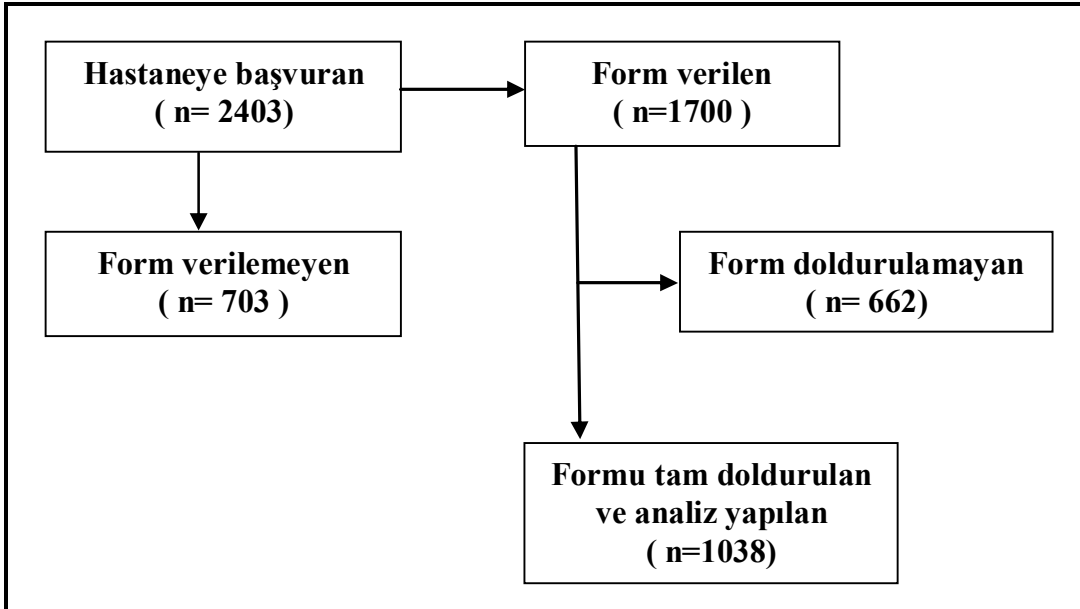 Hastaneye başvuran
( n= 2403)
Form verilen
( n=1700 )
Form verilemeyen
( n= 703 )
Form doldurulamayan
( n= 662)
Formu tam doldurulan
ve analiz yapılan
( n=1038)